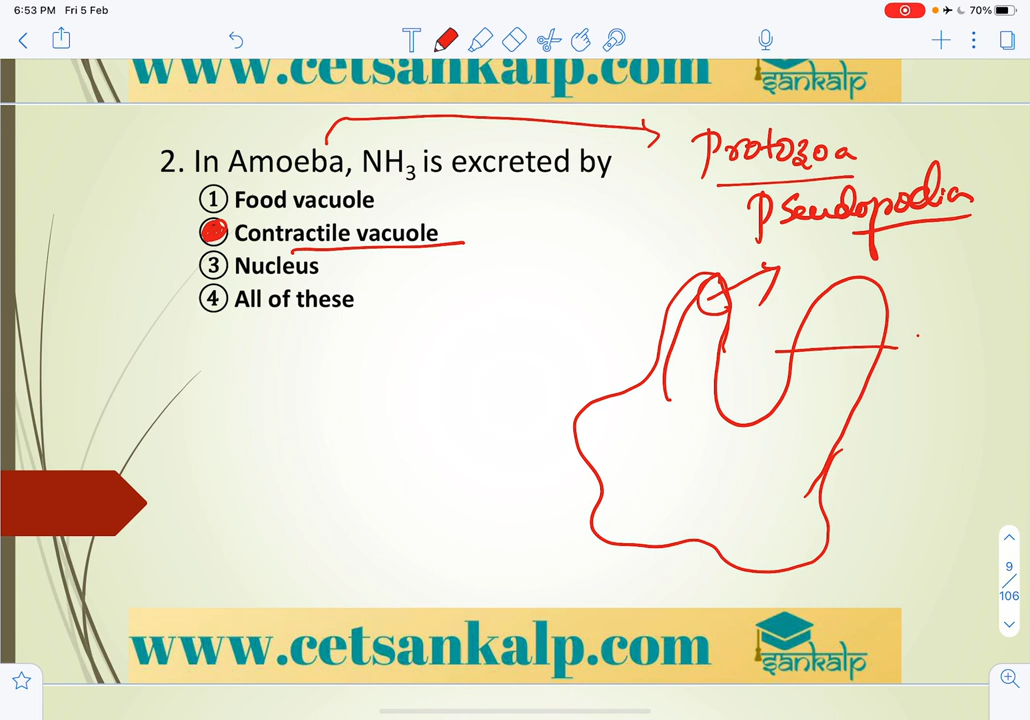 6:53 PM Fri 5 Feb
70%
www.cetsankalp.com
sankalp
Protozoa
Pseudopodia
2. In Amoeba, NH3 is excreted by
① Food vacuole
Contractile vacuole
③ Nucleus
④ All of these
9
106
www.cetsankalp.com
sankalp